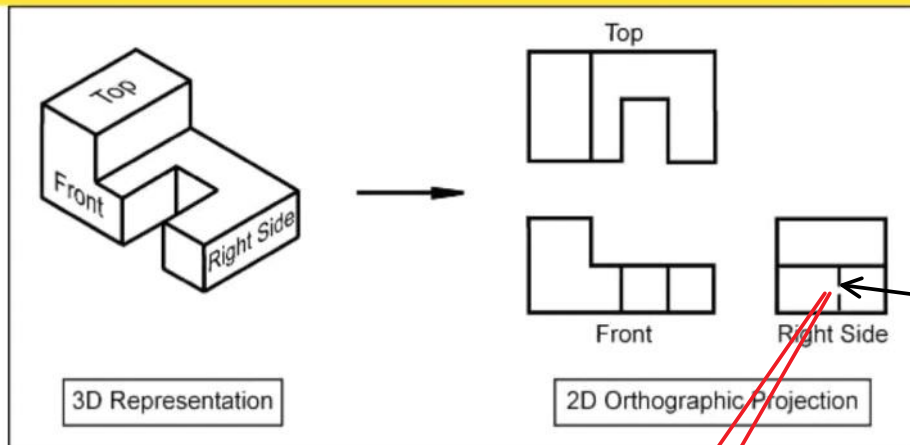 Top
Front
Right Side
3D Representation
Top
Front
Right Side
2D Orthographic Projection